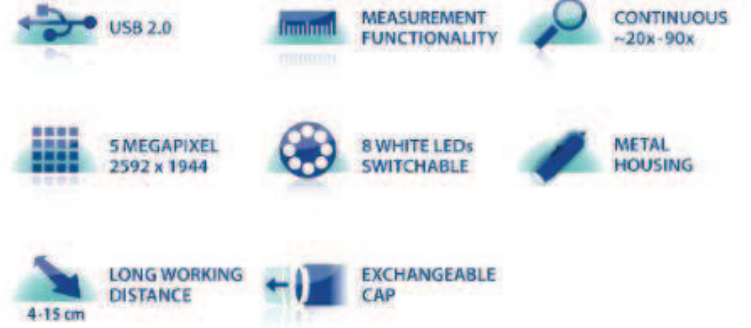 USB 2.0
MEASUREMENT
FUNCTIONALITY
CONTINUOUS
~20x-90x
5 MEGAPIXEL
2592 x 1944
8 WHITE LEDs
SWITCHABLE
METAL
HOUSING
LONG WORKING
DISTANCE
4-15 cm
EXCHANGEABLE
CAP